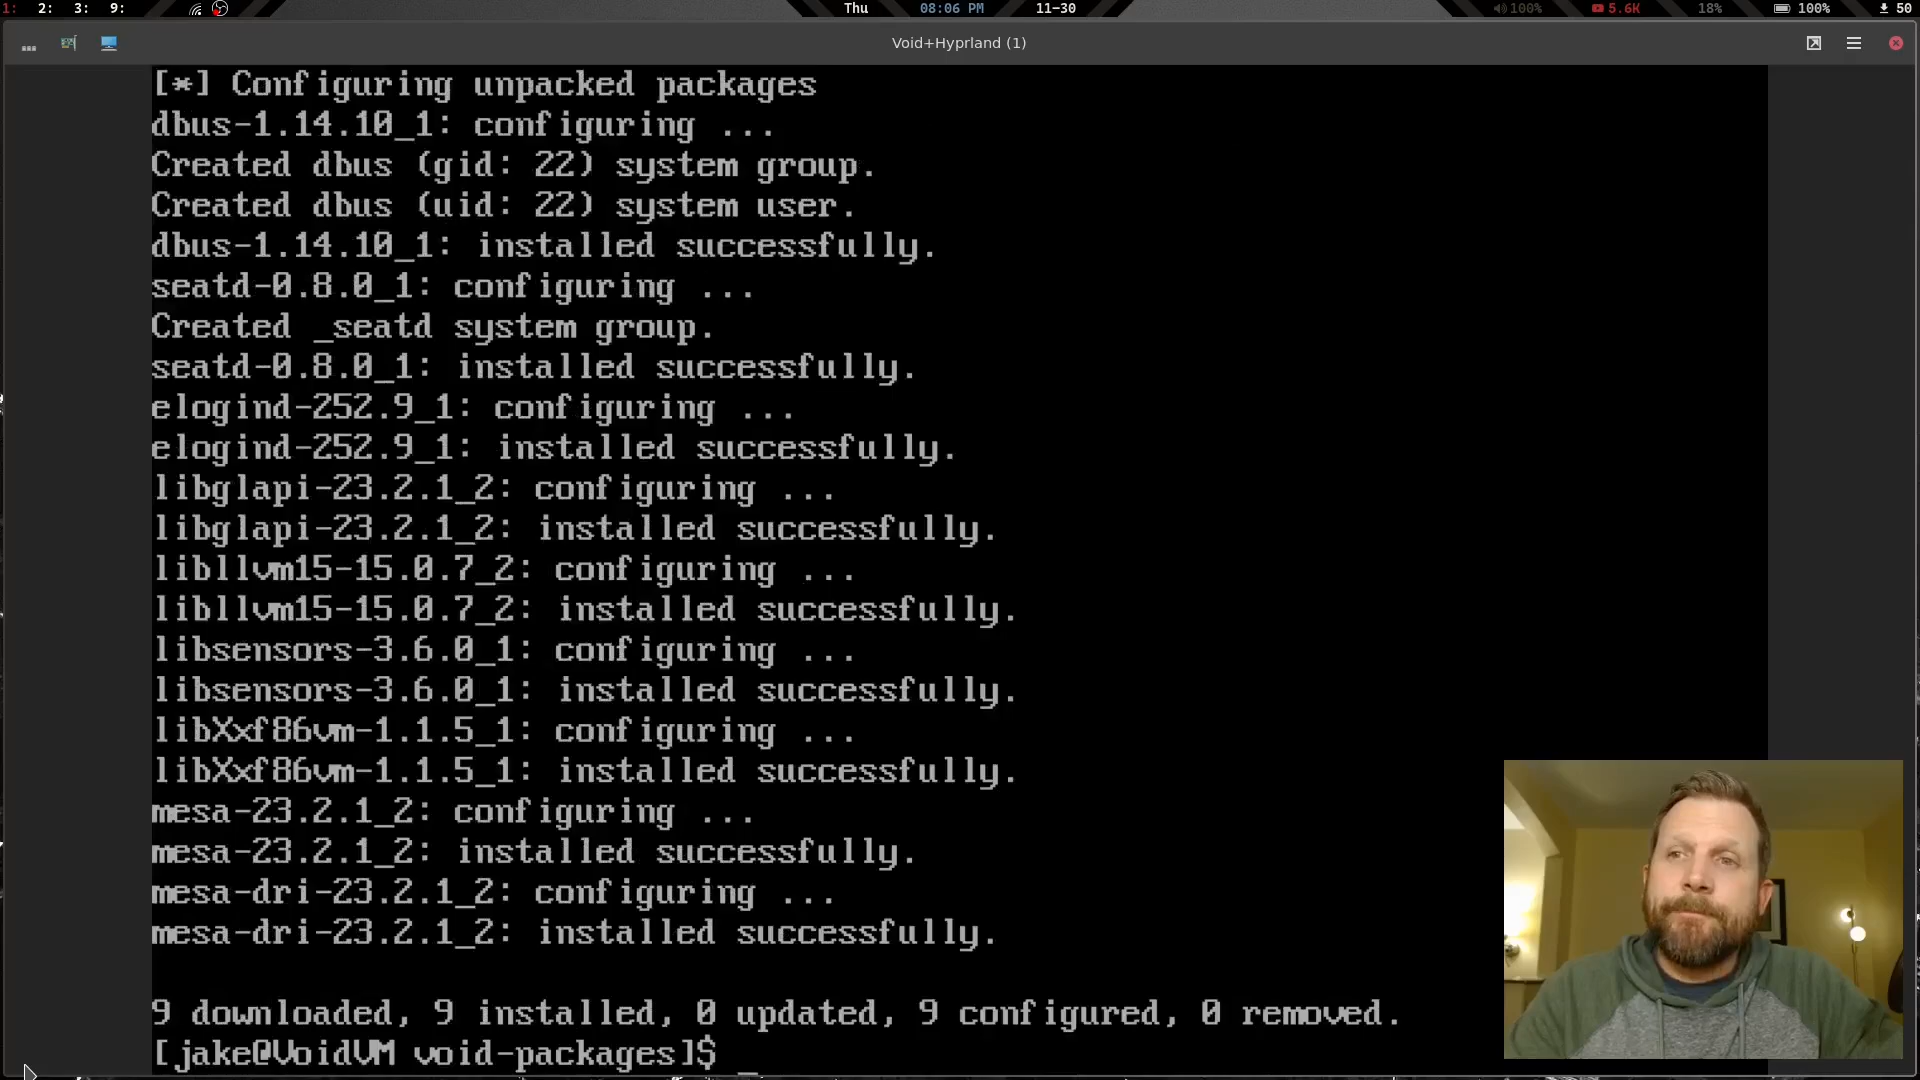 1: 2: 3: 9: Thu 08:06 PM 11-30 100% 5.6K 18% 100% 50
Void+Hyprland (1)
[*] Configuring unpacked packages
dbus-1.14.10_1: configuring ...
Created dbus (gid: 22) system group.
Created dbus (uid: 22) system user.
dbus-1.14.10_1: installed successfully.
seatd-0.8.0_1: configuring ...
Created _seatd system group.
seatd-0.8.0_1: installed successfully.
elogind-252.9_1: configuring ...
elogind-252.9_1: installed successfully.
libglapi-23.2.1_2: configuring ...
libglapi-23.2.1_2: installed successfully.
libllvm15-15.0.7_2: configuring ...
libllvm15-15.0.7_2: installed successfully.
libsensors-3.6.0_1: configuring ...
libsensors-3.6.0_1: installed successfully.
libXxf86vm-1.1.5_1: configuring ...
libXxf86vm-1.1.5_1: installed successfully.
mesa-23.2.1_2: configuring ...
mesa-23.2.1_2: installed successfully.
mesa-dri-23.2.1_2: configuring ...
mesa-dri-23.2.1_2: installed successfully.
9 downloaded, 9 installed, 0 updated, 9 configured, 0 removed.
[jake@VoidVM void-packages]$ _